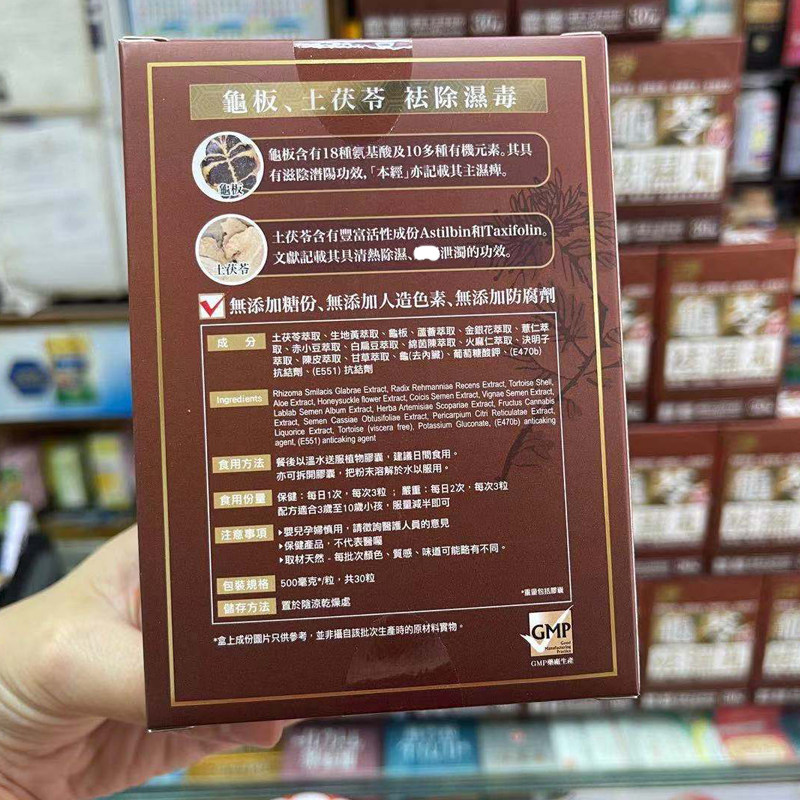 龜板、土茯苓 祛除濕毒
龜板
龜板含有18種氨基酸及10多種有機元素。其具
有滋陰潛陽功效,「本經」亦記載其主濕痺。
土茯苓
土茯苓含有豐富活性成份Astilbin和Taxifolin。
文獻記載其具清熱除濕、泄濁的功效。
無添加糖份、無添加人造色素、無添加防腐劑
成 分
土茯苓萃取、生地黃萃取、龜板、蘆薈萃取、金銀花萃取、薏仁萃
取、赤小豆萃取、白扁豆萃取、綿茵陳萃取、火麻仁萃取、決明子
萃取、陳皮萃取、甘草萃取、龜(去內臟)、葡萄糖酸鉀、(E470b)
抗結劑、(E551) 抗結劑
Ingredients
Rhizoma Smilacis Glabrae Extract, Radix Rehmanniae Recens Extract, Tortoise Shell,
Aloe Extract, Honeysuckle flower Extract, Coicis Semen Extract, Vignae Semen Extract,
Lablab Semen Album Extract, Herba Artemisiae Scopariae Extract, Fructus Cannabis
Extract, Semen Cassiae Obtusifoliae Extract, Pericarpium Citri Reticulatae Extract,
Liquorice Extract, Tortoise (viscera free), Potassium Gluconate, (E470b) anticaking
agent, (E551) anticaking agent
食用方法
餐後以溫水送服植物膠囊,建議日間食用。
亦可拆開膠囊,把粉末溶解於水以服用。
食用份量
保健:每日1次,每次3粒 ; 嚴重:每日2次,每次3粒
配方適合3歲至10歲小孩,服量減半即可
注意事項
▸嬰兒孕婦慎用,請徵詢醫護人員的意見
▸保健產品,不代表醫囑
▸取材天然 - 每批次顏色、質感、味道可能略有不同。
包裝規格
500毫克*/粒,共30粒
*重量包括膠囊
儲存方法
置於陰涼乾燥處
*盒上成份圖片只供參考,並非攝自該批次生產時的原材料實物。
GMP
Good
Manufacturing
Practice
GMP藥廠生產